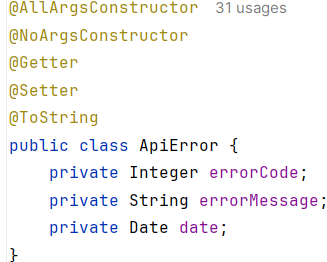 @AllArgsConstructor 31 usages
@NoArgsConstructor
@Getter
@Setter
@ToString
public class ApiError {
    private Integer errorCode;
    private String errorMessage;
    private Date date;
}